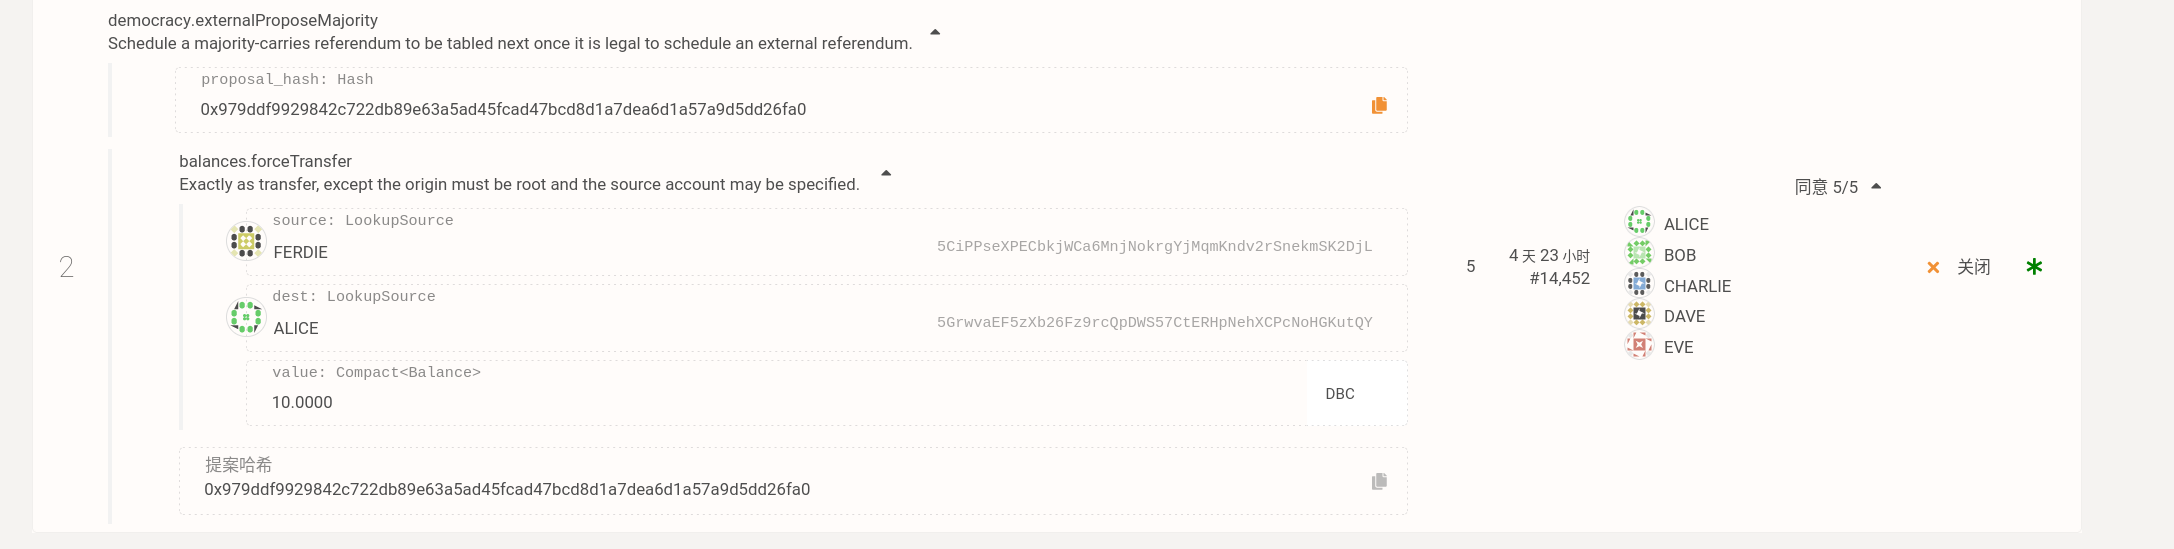 democracy.externalProposeMajority
Schedule a majority-carries referendum to be tabled next once it is legal to schedule an external referendum.
proposal_hash: Hash
0x979ddf9929842c722db89e63a5ad45fcad47bcd8d1a7dea6d1a57a9d5dd26fa0
balances.forceTransfer
Exactly as transfer, except the origin must be root and the source account may be specified.
source: LookupSource
FERDIE 5CiPPseXPECbkjWCa6MnjNokrgYjMqmKndv2rSnekmSK2DjL
dest: LookupSource
ALICE 5GrwvaEF5zXb26Fz9rcQpDWS57CtERHpNehXCPcNoHGKutQY
value: Compact<Balance>
10.0000 DBC
提案哈希
0x979ddf9929842c722db89e63a5ad45fcad47bcd8d1a7dea6d1a57a9d5dd26fa0
2
5
4 天 23 小时
#14,452
同意 5/5
ALICE
BOB
CHARLIE
DAVE
EVE
关闭